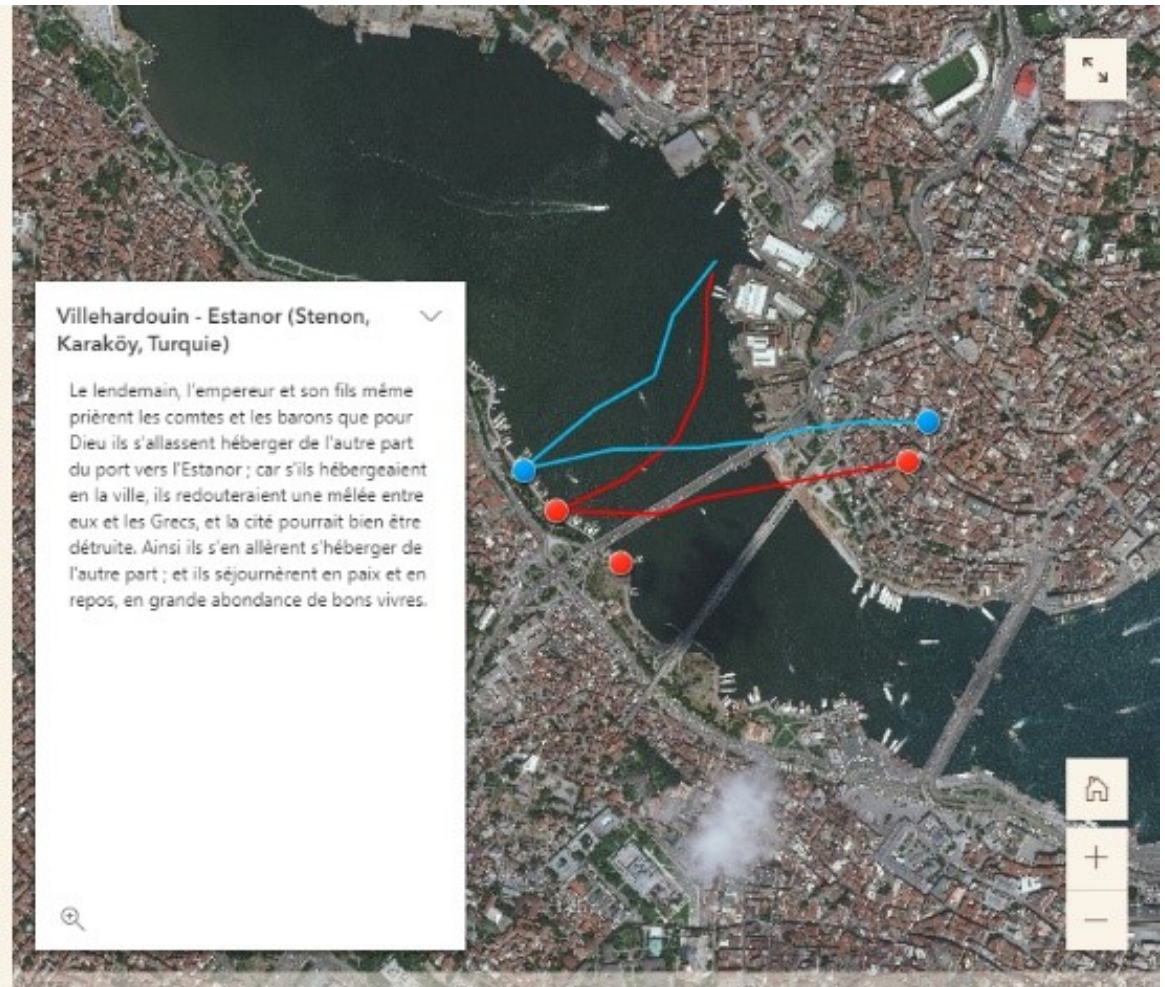 Villehardouin - Estanor (Stenon,
Karaköy, Turquie)
Le lendemain, l'empereur et son fils même
prièrent les comtes et les barons que pour
Dieu ils s'allassent héberger de l'autre part
du port vers l'Estanor ; car s'ils hébergeaient
en la ville, ils redouteraient une mêlée entre
eux et les Grecs, et la cité pourrait bien être
détruite. Ainsi ils s'en allèrent s'héberger de
l'autre part ; et ils séjournèrent en paix et en
repos, en grande abondance de bons vivres.